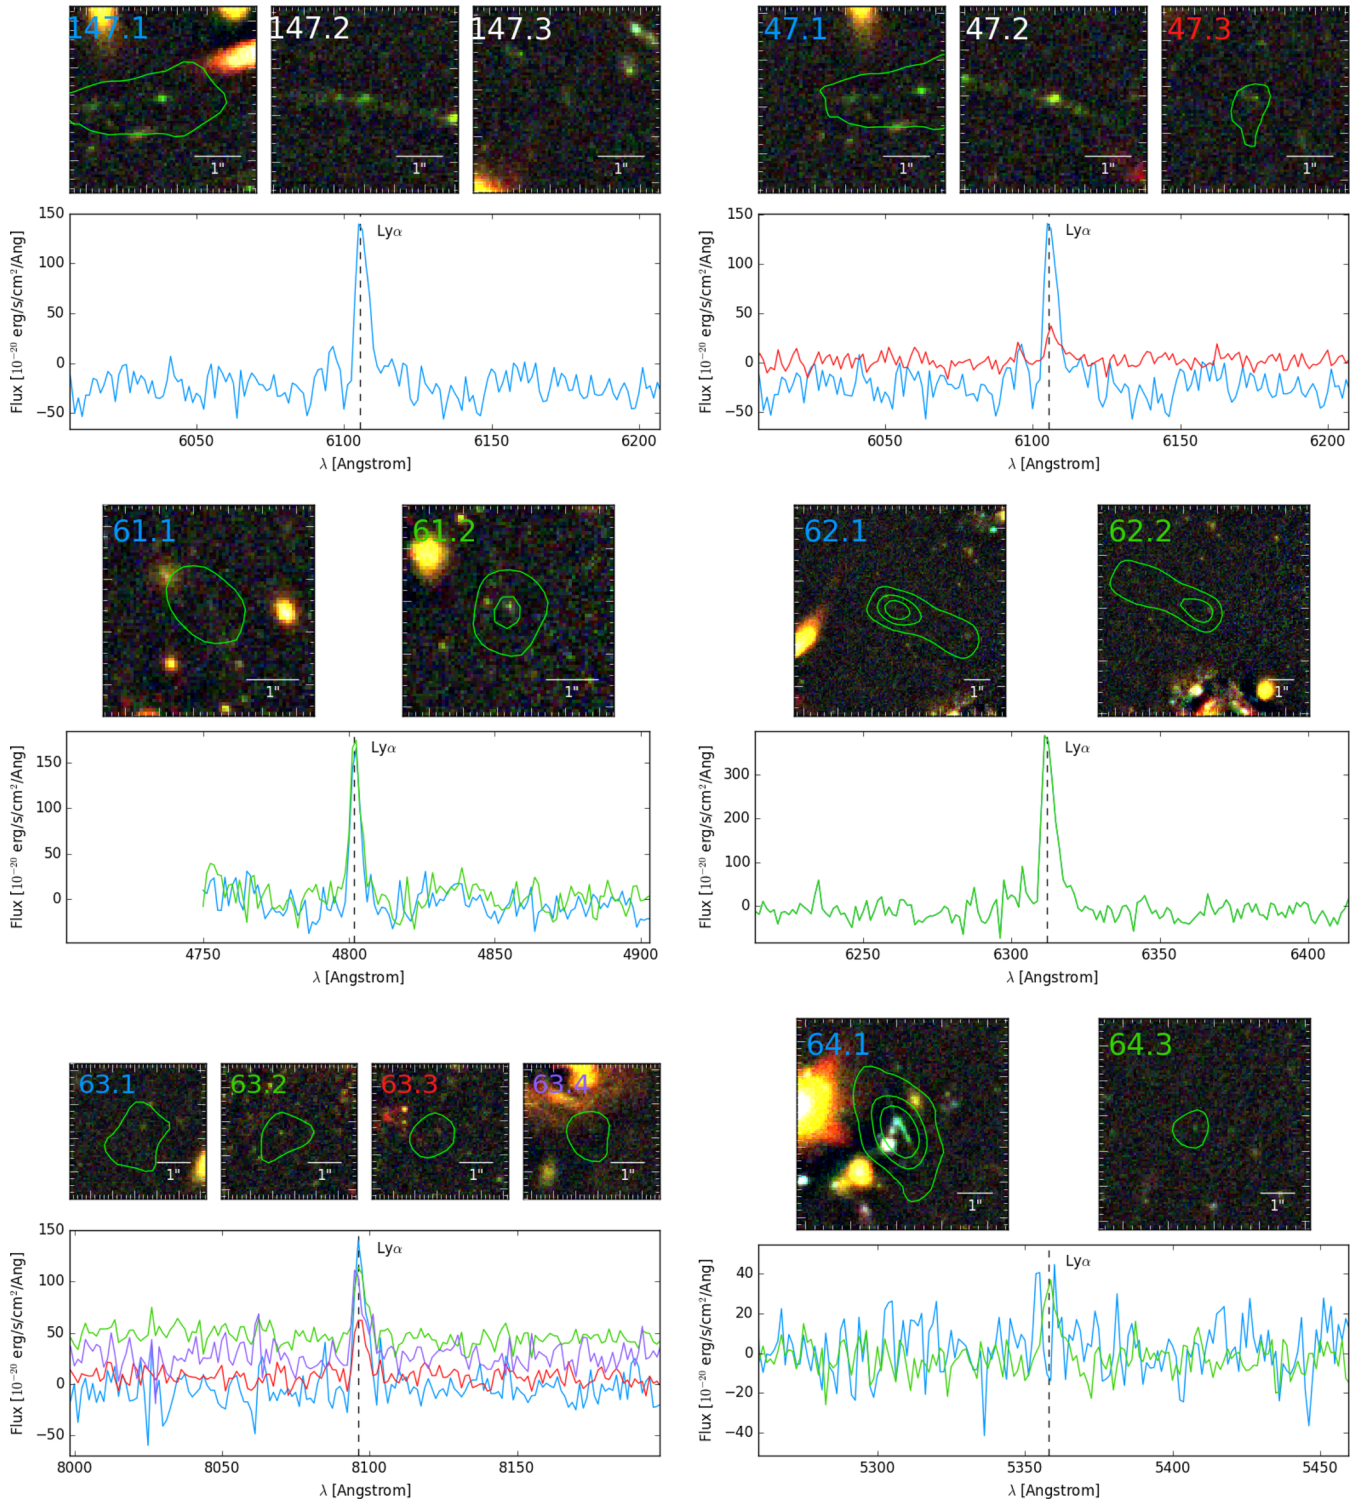 147.1 147.2 147.3
1" 1" 1"
Flux [10⁻²⁰ erg/s/cm²/Ang]
150
100
50
0
−50
Lyα
6050 6100 6150 6200
λ [Angstrom]
47.1 47.2 47.3
1" 1" 1"
Flux [10⁻²⁰ erg/s/cm²/Ang]
150
100
50
0
−50
Lyα
6050 6100 6150 6200
λ [Angstrom]
61.1 61.2
1" 1"
Flux [10⁻²⁰ erg/s/cm²/Ang]
150
100
50
0
Lyα
4750 4800 4850 4900
λ [Angstrom]
62.1 62.2
1" 1"
Flux [10⁻²⁰ erg/s/cm²/Ang]
300
200
100
0
Lyα
6250 6300 6350 6400
λ [Angstrom]
63.1 63.2 63.3 63.4
1" 1" 1" 1"
Flux [10⁻²⁰ erg/s/cm²/Ang]
150
100
50
0
−50
Lyα
8000 8050 8100 8150
λ [Angstrom]
64.1 64.3
1" 1"
Flux [10⁻²⁰ erg/s/cm²/Ang]
40
20
0
−20
−40
Lyα
5300 5350 5400 5450
λ [Angstrom]